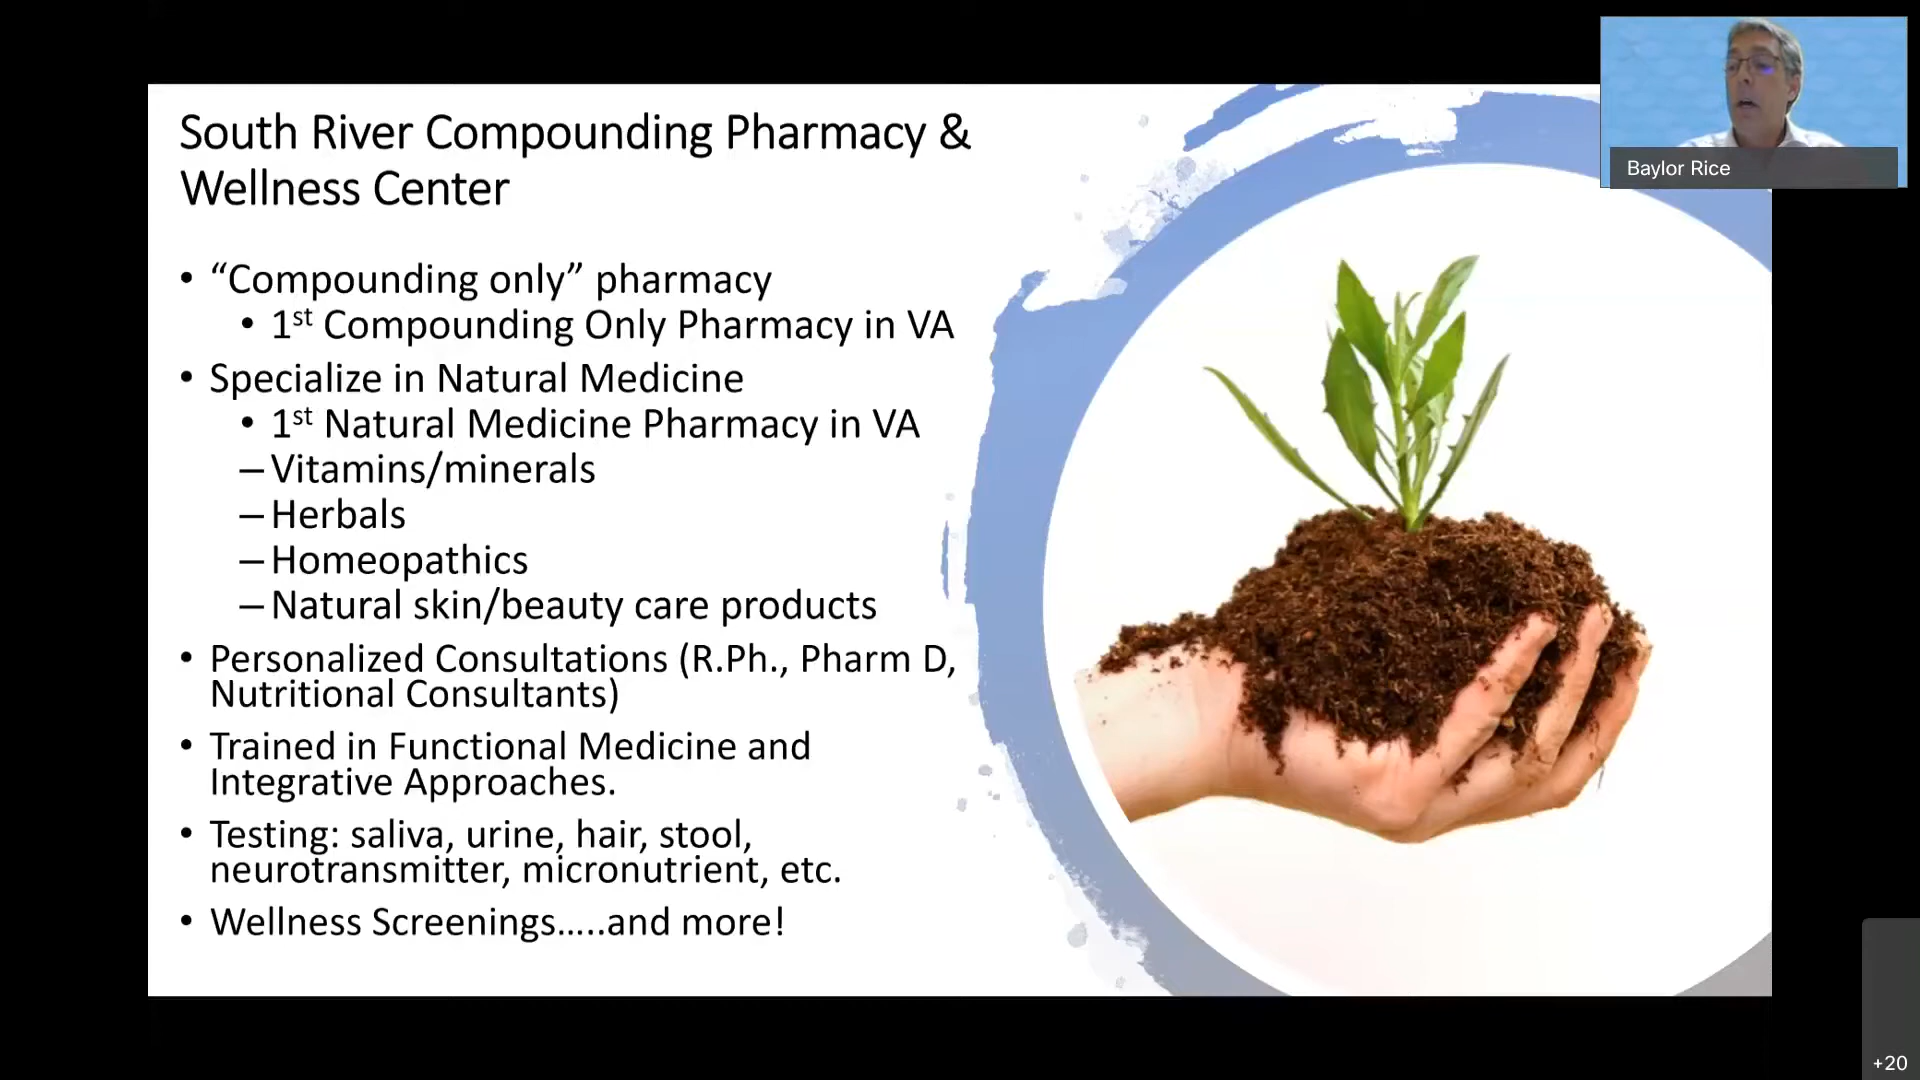 South River Compounding Pharmacy &
Wellness Center
• “Compounding only” pharmacy
• 1st Compounding Only Pharmacy in VA
• Specialize in Natural Medicine
• 1st Natural Medicine Pharmacy in VA
– Vitamins/minerals
– Herbals
– Homeopathics
– Natural skin/beauty care products
• Personalized Consultations (R.Ph., Pharm D,
Nutritional Consultants)
• Trained in Functional Medicine and
Integrative Approaches.
• Testing: saliva, urine, hair, stool,
neurotransmitter, micronutrient, etc.
• Wellness Screenings…..and more!
Baylor Rice
+20